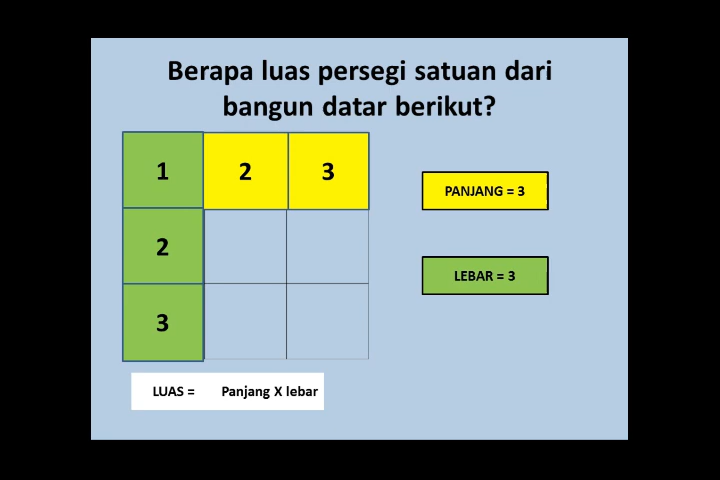 Berapa luas persegi satuan dari
bangun datar berikut?
1 2 3
PANJANG = 3
2
LEBAR = 3
3
LUAS = Panjang X lebar